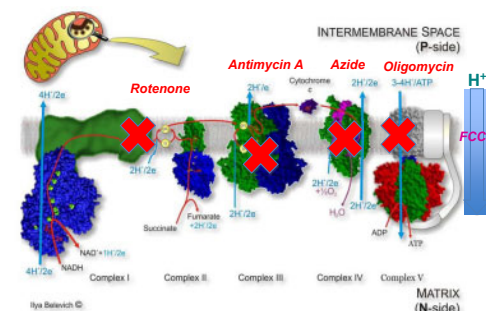 INTERMEMBRANE SPACE
(P-side)
Rotenone
Antimycin A
Azide
Oligomycin
H+
4H+/2e
2H+/e
Cytochrome
c
2H+/2e
3-4H+/ATP
FCC
2H+/2e
2H+/2e
2H+/2e
+½O2
2H+/2e
H2O
Succinate
Fumarate
+2H+/2e
NAD++1H+/2e
4H+/2e
NADH
ADP
ATP
Complex I
Complex II
Complex III
Complex IV
Complex V
Ilya Belevich ©
MATRIX
(N-side)